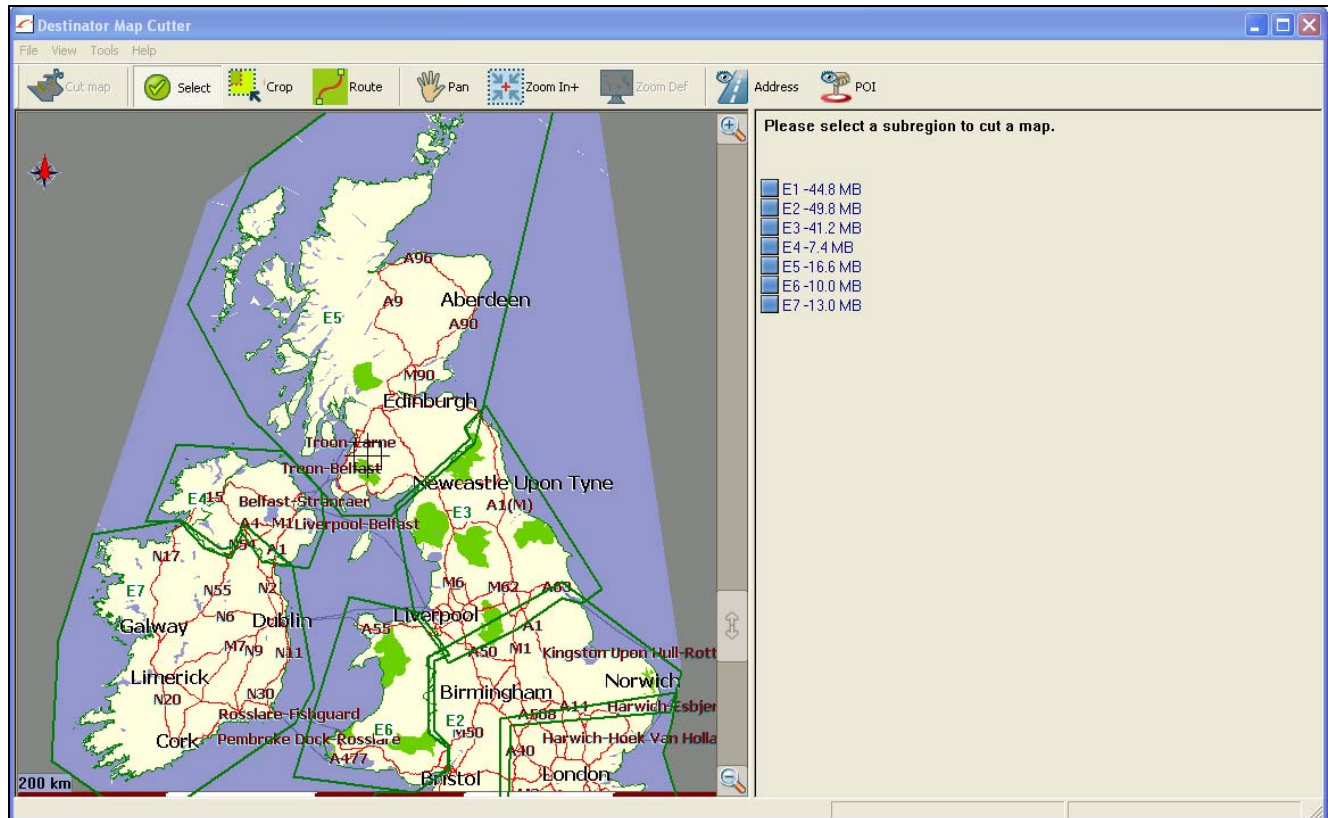 Destinator Map Cutter
File View Tools Help
Cut map Select Crop Route Pan Zoom In+ Zoom Def Address POI
Please select a subregion to cut a map.
E1 -44.8 MB
E2 -49.8 MB
E3 -41.2 MB
E4 -7.4 MB
E5 -16.6 MB
E6 -10.0 MB
E7 -13.0 MB
A96
A9
Aberdeen
E5
A90
M90
Edinburgh
Troon-Larne
Troon-Belfast
Newcastle Upon Tyne
E4
Belfast-Stranraer
A1(M)
E3
A4 M1 Liverpool-Belfast
N54 A1
N17
E7 N55 N2
M6 M62 A63
N6 Dublin
Liverpool
Galway
A55
A1
M7 N9 N11
A50 M1 Kingston Upon Hull-Rott
Limerick
Norwich
N20 N30
Birmingham
A14 Harwich-Esbjer
Rosslare-Fishguard
E2 A508
Cork Pembroke Dock-Rosslare E6
M50
A40 Harwich-Hoek Van Holla
A477
Bristol London
200 km